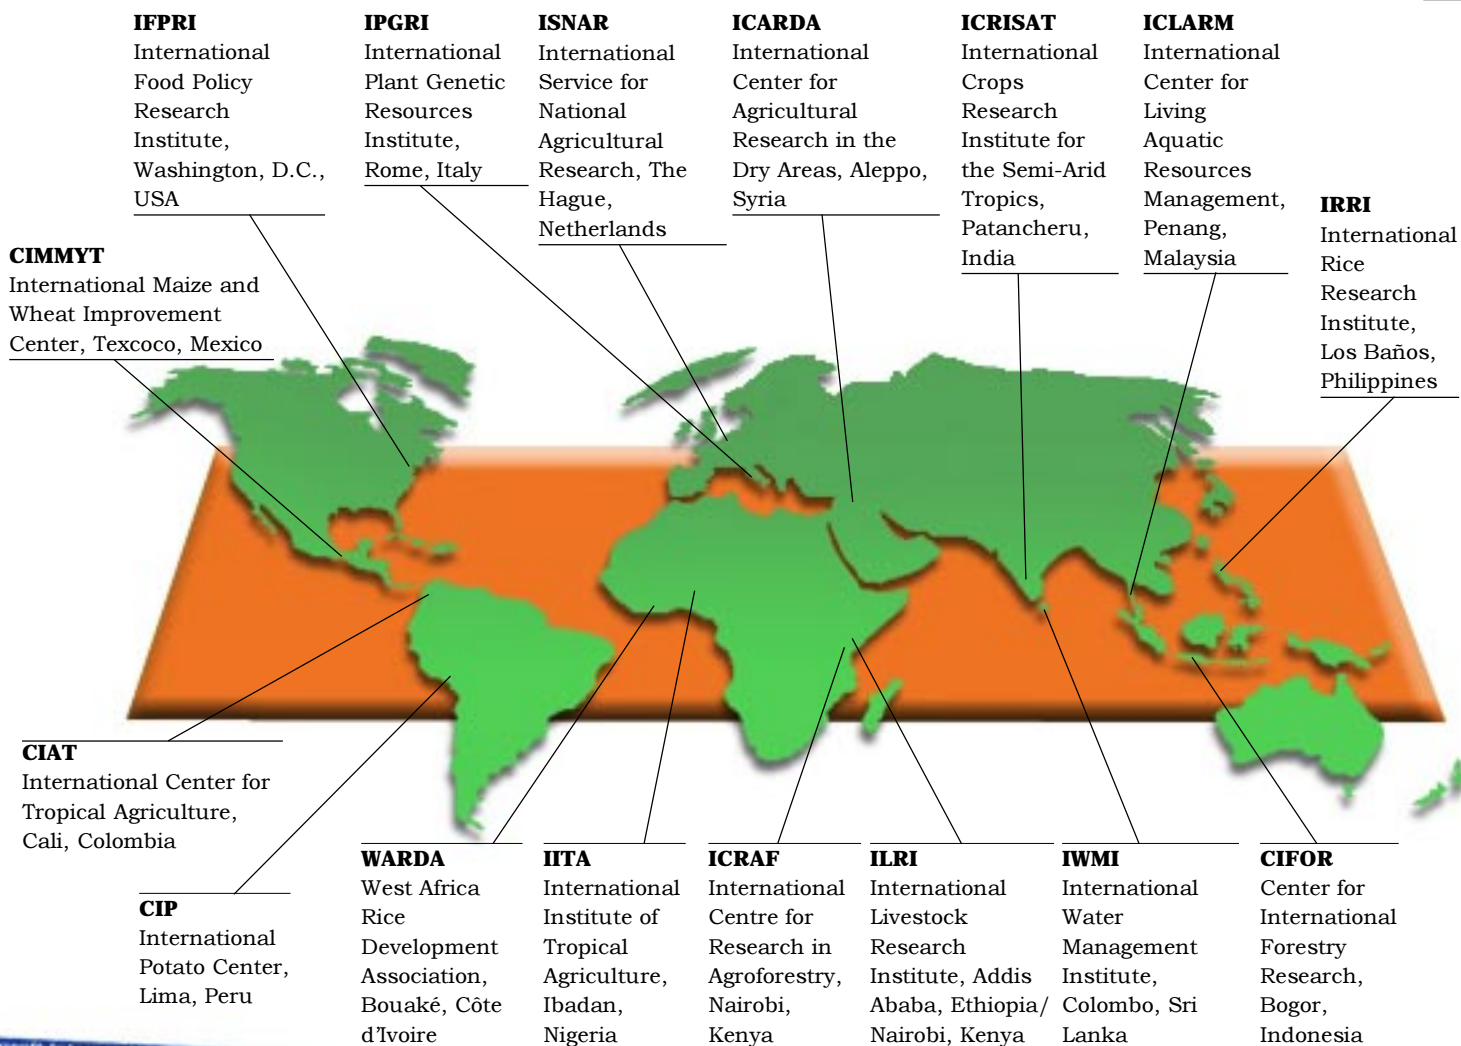 IFPRI
International
Food Policy
Research
Institute,
Washington, D.C.,
USA
IPGRI
International
Plant Genetic
Resources
Institute,
Rome, Italy
ISNAR
International
Service for
National
Agricultural
Research, The
Hague,
Netherlands
ICARDA
International
Center for
Agricultural
Research in the
Dry Areas, Aleppo,
Syria
ICRISAT
International
Crops
Research
Institute for
the Semi-Arid
Tropics,
Patancheru,
India
ICLARM
International
Center for
Living
Aquatic
Resources
Management,
Penang,
Malaysia
IRRI
International
Rice
Research
Institute,
Los Baños,
Philippines
CIMMYT
International Maize and
Wheat Improvement
Center, Texcoco, Mexico
CIAT
International Center for
Tropical Agriculture,
Cali, Colombia
CIP
International
Potato Center,
Lima, Peru
WARDA
West Africa
Rice
Development
Association,
Bouaké, Côte
d'Ivoire
IITA
International
Institute of
Tropical
Agriculture,
Ibadan,
Nigeria
ICRAF
International
Centre for
Research in
Agroforestry,
Nairobi,
Kenya
ILRI
International
Livestock
Research
Institute, Addis
Ababa, Ethiopia/
Nairobi, Kenya
IWMI
International
Water
Management
Institute,
Colombo, Sri
Lanka
CIFOR
Center for
International
Forestry
Research,
Bogor,
Indonesia